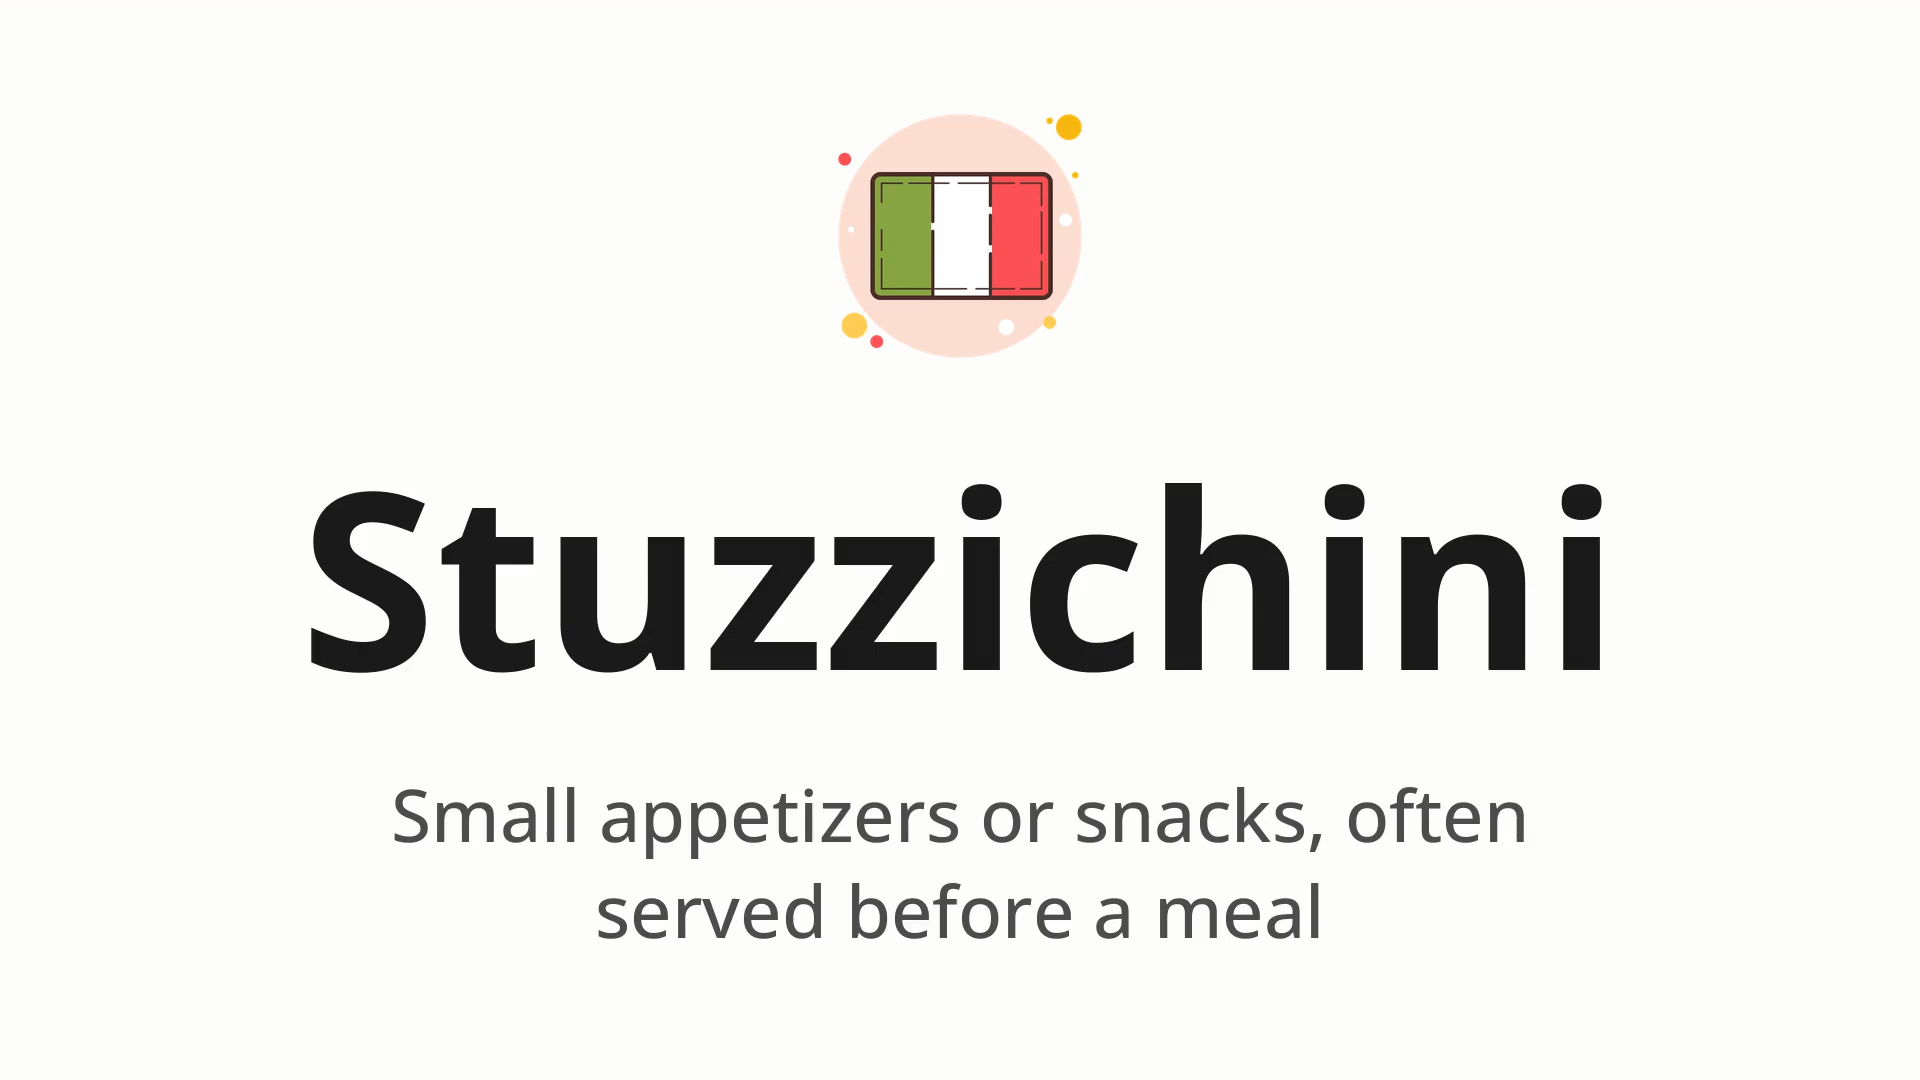 Stuzzichini
Small appetizers or snacks, often
served before a meal